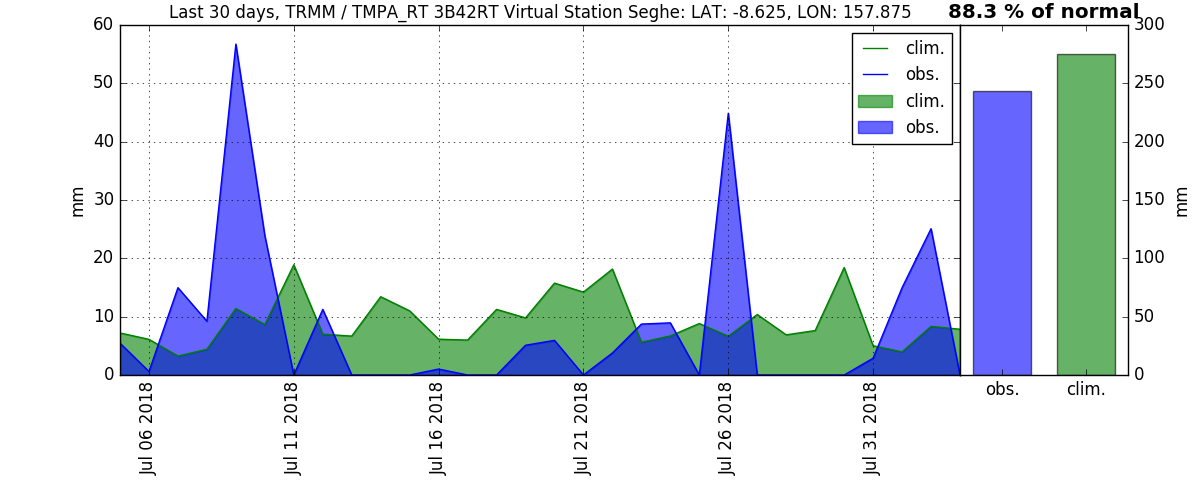 Last 30 days, TRMM / TMPA_RT 3B42RT Virtual Station Seghe: LAT: -8.625, LON: 157.875
88.3 % of normal
60
50
40
30
20
10
0
mm
clim.
obs.
clim.
obs.
300
250
200
150
100
50
0
mm
Jul 06 2018
Jul 11 2018
Jul 16 2018
Jul 21 2018
Jul 26 2018
Jul 31 2018
obs.
clim.